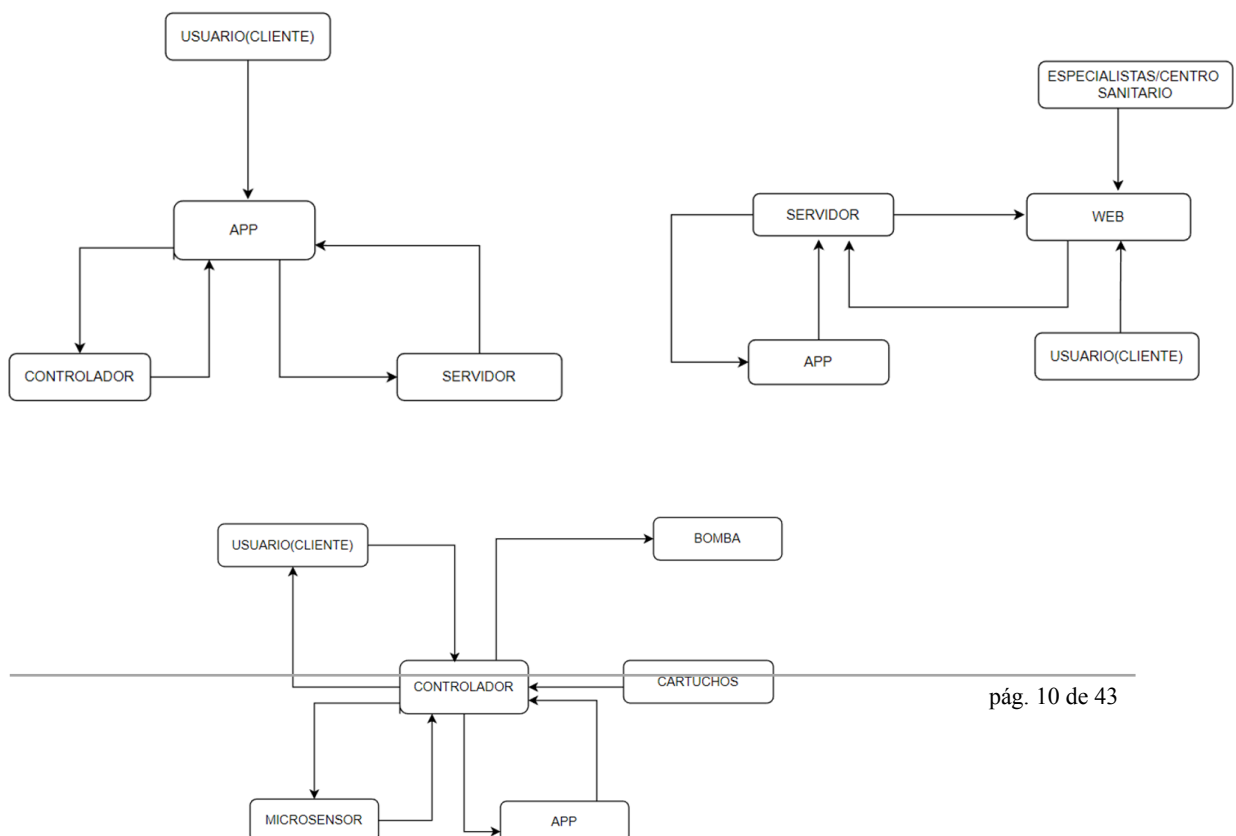 USUARIO(CLIENTE)
APP
CONTROLADOR
SERVIDOR
ESPECIALISTAS/CENTRO
SANITARIO
SERVIDOR
WEB
APP
USUARIO(CLIENTE)
USUARIO(CLIENTE)
BOMBA
CONTROLADOR
CARTUCHOS
pág. 10 de 43
MICROSENSOR
APP